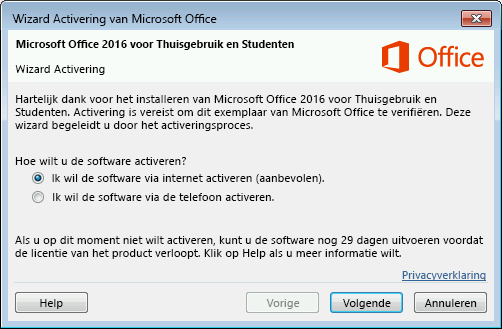 Wizard Activering van Microsoft Office
Microsoft Office 2016 voor Thuisgebruik en Studenten
Wizard Activering
Office
Hartelijk dank voor het installeren van Microsoft Office 2016 voor Thuisgebruik en
Studenten. Activering is vereist om dit exemplaar van Microsoft Office te verifiëren. Deze
wizard begeleidt u door het activeringsproces.
Hoe wilt u de software activeren?
Ik wil de software via internet activeren (aanbevolen).
Ik wil de software via de telefoon activeren.
Als u op dit moment niet wilt activeren, kunt u de software nog 29 dagen uitvoeren voordat
de licentie van het product verloopt. Klik op Help als u meer informatie wilt.
Privacyverklaring
Help
Vorige
Volgende
Annuleren